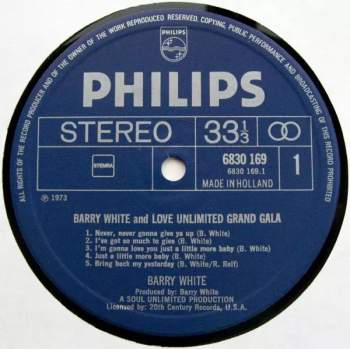 ALL RIGHTS OF THE RECORD PRODUCER AND OF THE OWNER OF THE WORK REPRODUCED RESERVED. COPYING, PUBLIC PERFORMANCE AND BROADCASTING OF THIS RECORD PROHIBITED
PHILIPS
PHILIPS
STEREO
33 1/3
STEMRA
6830 169
6830 169.1
MADE IN HOLLAND
1
℗ 1973
BARRY WHITE and LOVE UNLIMITED GRAND GALA
1. Never, never gonna give ya up (B. White)
2. I've got so much to give (B. White)
3. I'm gonna love you just a little more baby (B. White)
4. Just a little more baby (B. White)
5. Bring back my yesterday (B. White/R. Relf)
BARRY WHITE
Produced by: Barry White
A SOUL UNLIMITED PRODUCTION
Licensed by: 20th Century Records, U.S.A.